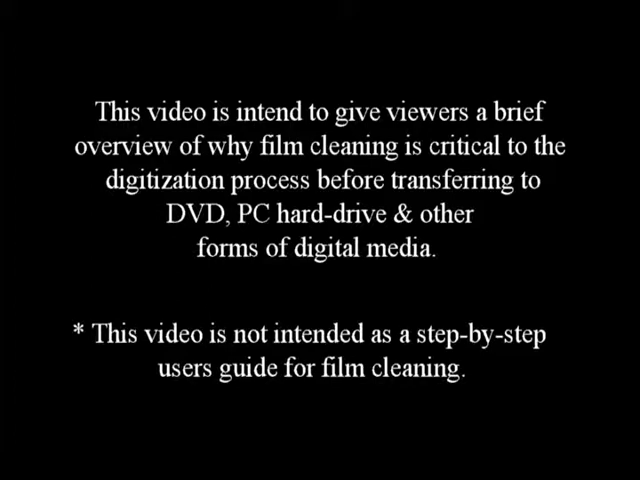 This video is intend to give viewers a brief
overview of why film cleaning is critical to the
digitization process before transferring to
DVD, PC hard-drive & other
forms of digital media.
* This video is not intended as a step-by-step
users guide for film cleaning.